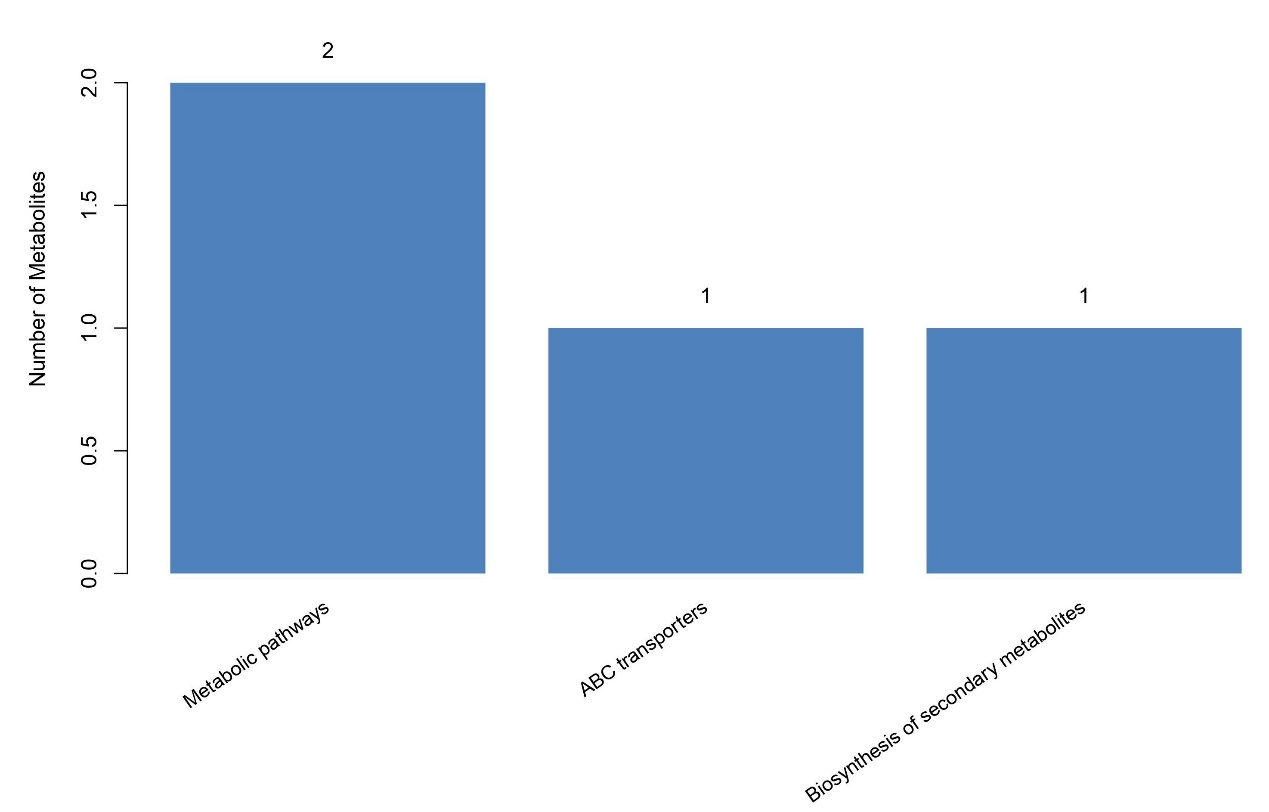 2
1
1
2.0
1.5
1.0
0.5
0.0
Number of Metabolites
Metabolic pathways
ABC transporters
Biosynthesis of secondary metabolites